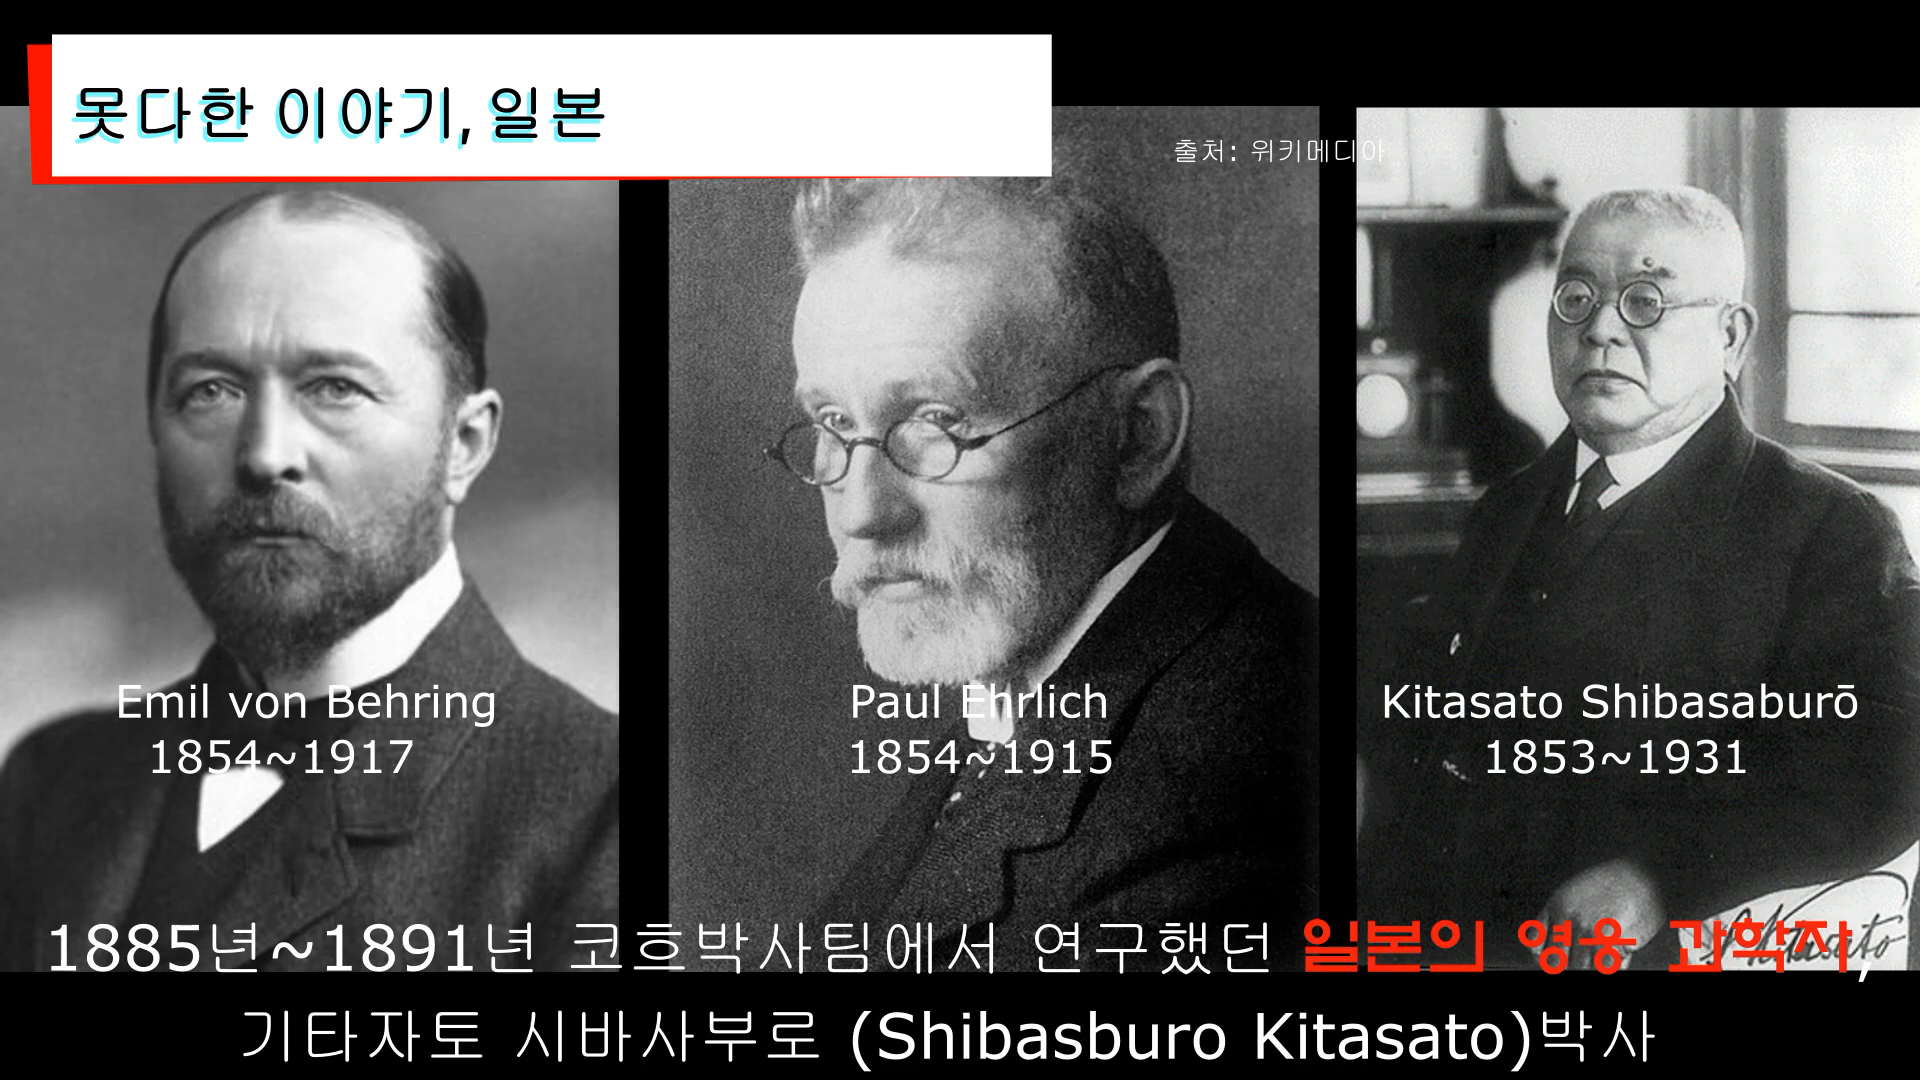 못다한 이야기, 일본
출처: 위키메디아
Emil von Behring
1854~1917
Paul Ehrlich
1854~1915
Kitasato Shibasaburō
1853~1931
1885년~1891년 코흐박사팀에서 연구했던 일본의 영웅 과학자,
기타자토 시바사부로 (Shibasburo Kitasato)박사